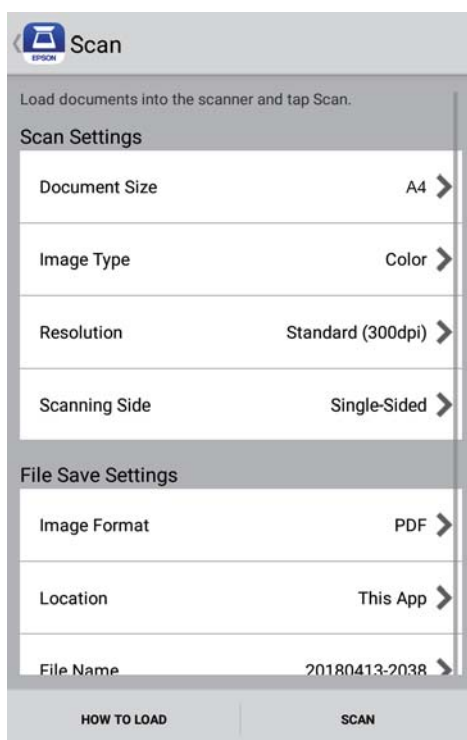 EPSON
Scan
Load documents into the scanner and tap Scan.
Scan Settings
Document Size A4
Image Type Color
Resolution Standard (300dpi)
Scanning Side Single-Sided
File Save Settings
Image Format PDF
Location This App
File Name 20180413-2038
HOW TO LOAD SCAN